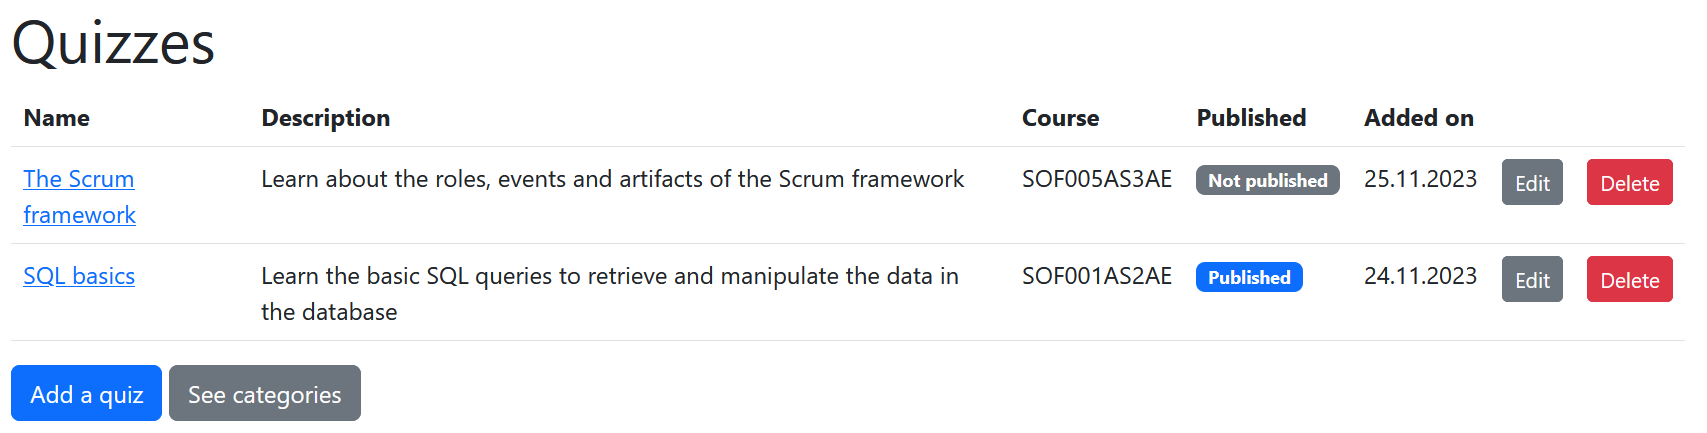 Quizzes
Name Description Course Published Added on
The Scrum Learn about the roles, events and artifacts of the Scrum framework SOF005AS3AE Not published 25.11.2023 Edit Delete
framework
SQL basics Learn the basic SQL queries to retrieve and manipulate the data in SOF001AS2AE Published 24.11.2023 Edit Delete
the database
Add a quiz See categories